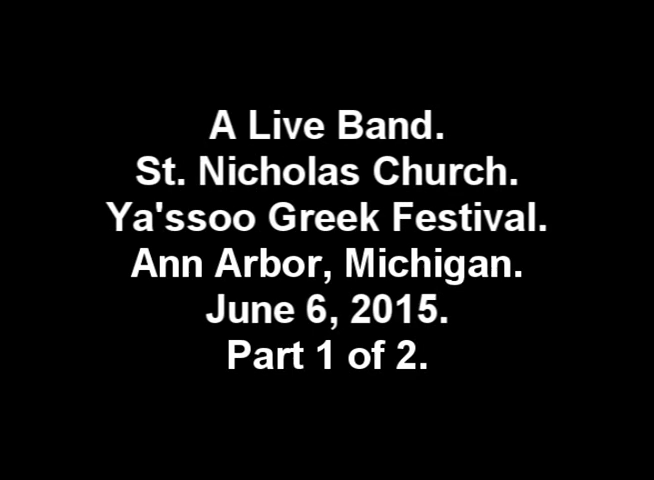 A Live Band.
St. Nicholas Church.
Ya'ssoo Greek Festival.
Ann Arbor, Michigan.
June 6, 2015.
Part 1 of 2.